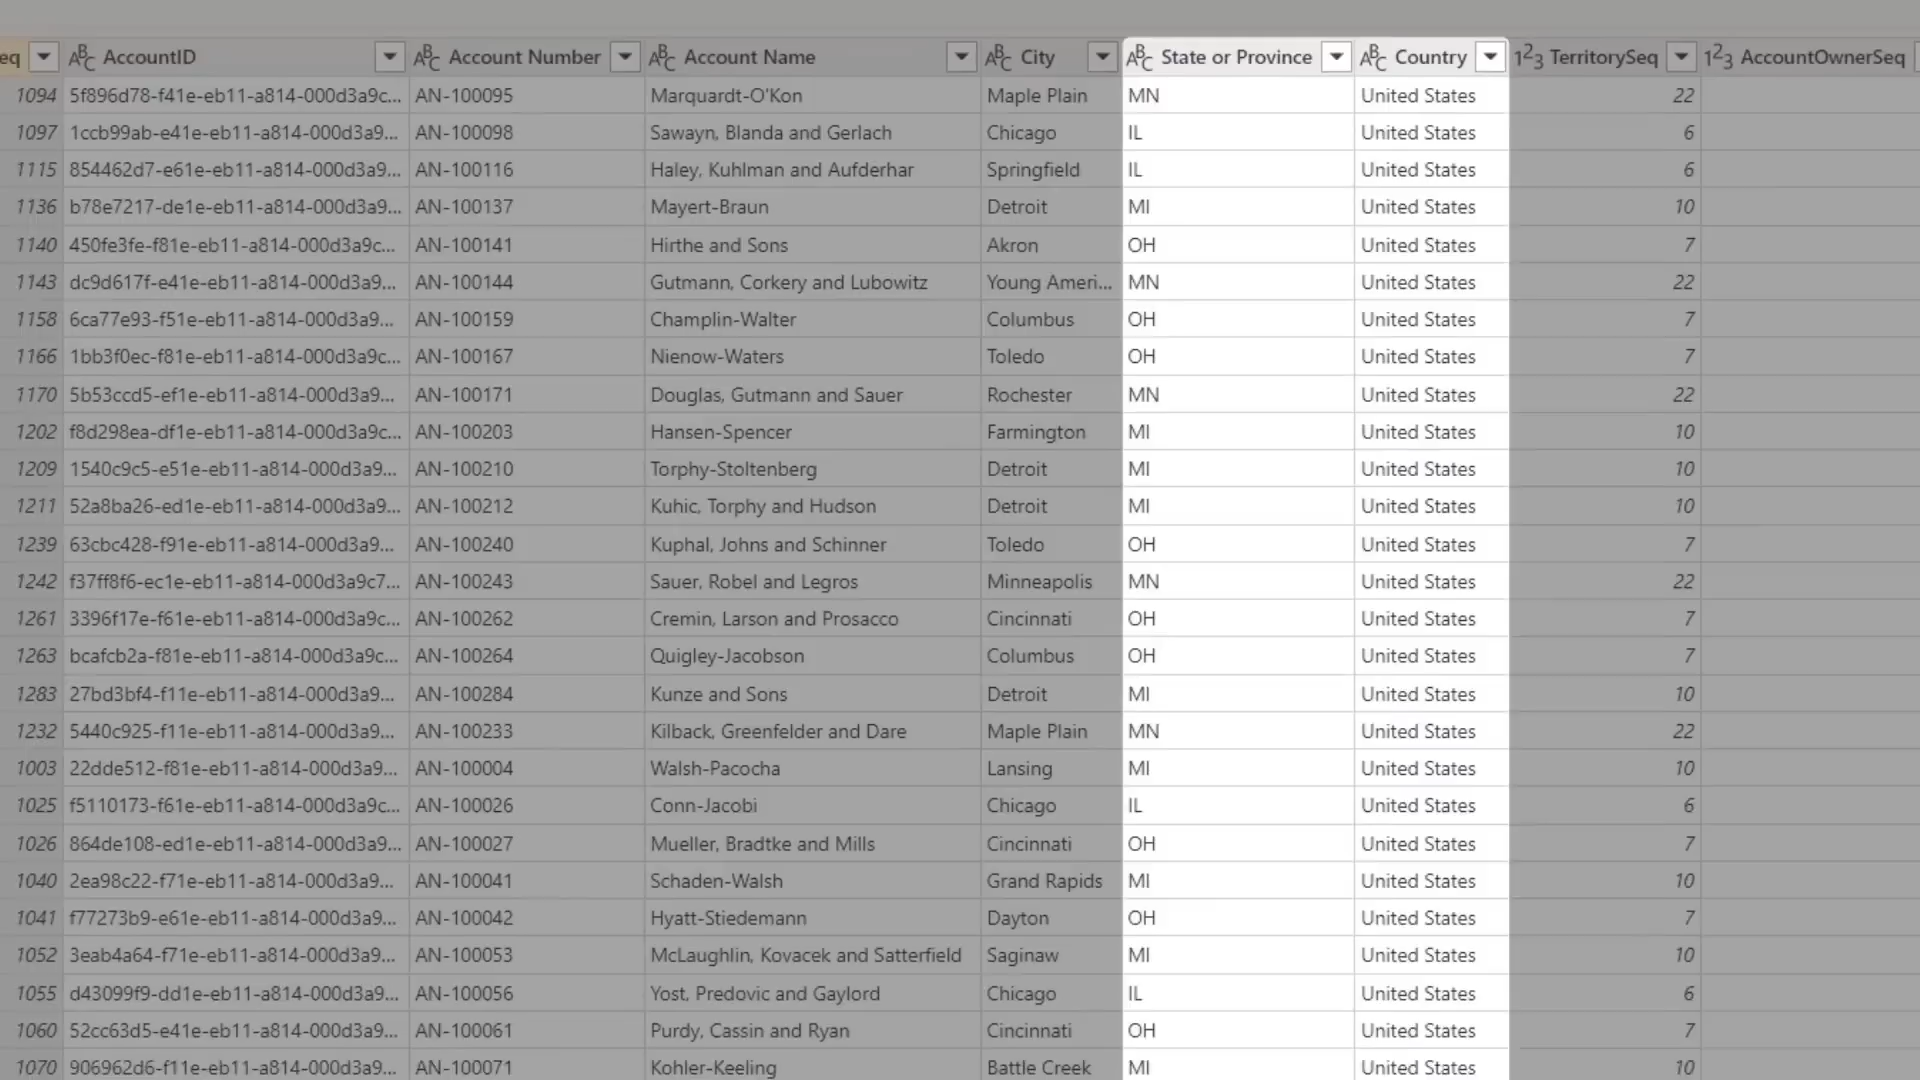 eq AccountID Account Number Account Name City State or Province Country TerritorySeq AccountOwnerSeq
1094 5f896d78-f41e-eb11-a814-000d3a9c... AN-100095 Marquardt-O'Kon Maple Plain MN United States 22
1097 1ccb99ab-e41e-eb11-a814-000d3a9... AN-100098 Sawayn, Blanda and Gerlach Chicago IL United States 6
1115 854462d7-e61e-eb11-a814-000d3a9... AN-100116 Haley, Kuhlman and Aufderhar Springfield IL United States 6
1136 b78e7217-de1e-eb11-a814-000d3a9... AN-100137 Mayert-Braun Detroit MI United States 10
1140 450fe3fe-f81e-eb11-a814-000d3a9c... AN-100141 Hirthe and Sons Akron OH United States 7
1143 dc9d617f-e41e-eb11-a814-000d3a9... AN-100144 Gutmann, Corkery and Lubowitz Young Ameri... MN United States 22
1158 6ca77e93-f51e-eb11-a814-000d3a9... AN-100159 Champlin-Walter Columbus OH United States 7
1166 1bb3f0ec-f81e-eb11-a814-000d3a9c... AN-100167 Nienow-Waters Toledo OH United States 7
1170 5b53ccd5-ef1e-eb11-a814-000d3a9... AN-100171 Douglas, Gutmann and Sauer Rochester MN United States 22
1202 f8d298ea-df1e-eb11-a814-000d3a9c... AN-100203 Hansen-Spencer Farmington MI United States 10
1209 1540c9c5-e51e-eb11-a814-000d3a9... AN-100210 Torphy-Stoltenberg Detroit MI United States 10
1211 52a8ba26-ed1e-eb11-a814-000d3a9... AN-100212 Kuhic, Torphy and Hudson Detroit MI United States 10
1239 63cbc428-f91e-eb11-a814-000d3a9... AN-100240 Kuphal, Johns and Schinner Toledo OH United States 7
1242 f37ff8f6-ec1e-eb11-a814-000d3a9c7... AN-100243 Sauer, Robel and Legros Minneapolis MN United States 22
1261 3396f17e-f61e-eb11-a814-000d3a9c... AN-100262 Cremin, Larson and Prosacco Cincinnati OH United States 7
1263 bcafcb2a-f81e-eb11-a814-000d3a9c... AN-100264 Quigley-Jacobson Columbus OH United States 7
1283 27bd3bf4-f11e-eb11-a814-000d3a9... AN-100284 Kunze and Sons Detroit MI United States 10
1232 5440c925-f11e-eb11-a814-000d3a9... AN-100233 Kilback, Greenfelder and Dare Maple Plain MN United States 22
1003 22dde512-f81e-eb11-a814-000d3a9... AN-100004 Walsh-Pacocha Lansing MI United States 10
1025 f5110173-f61e-eb11-a814-000d3a9c... AN-100026 Conn-Jacobi Chicago IL United States 6
1026 864de108-ed1e-eb11-a814-000d3a9... AN-100027 Mueller, Bradtke and Mills Cincinnati OH United States 7
1040 2ea98c22-f71e-eb11-a814-000d3a9... AN-100041 Schaden-Walsh Grand Rapids MI United States 10
1041 f77273b9-e61e-eb11-a814-000d3a9... AN-100042 Hyatt-Stiedemann Dayton OH United States 7
1052 3eab4a64-f71e-eb11-a814-000d3a9... AN-100053 McLaughlin, Kovacek and Satterfield Saginaw MI United States 10
1055 d43099f9-dd1e-eb11-a814-000d3a9... AN-100056 Yost, Predovic and Gaylord Chicago IL United States 6
1060 52cc63d5-e41e-eb11-a814-000d3a9... AN-100061 Purdy, Cassin and Ryan Cincinnati OH United States 7
1070 906962d6-f11e-eb11-a814-000d3a9... AN-100071 Kohler-Keeling Battle Creek MI United States 10